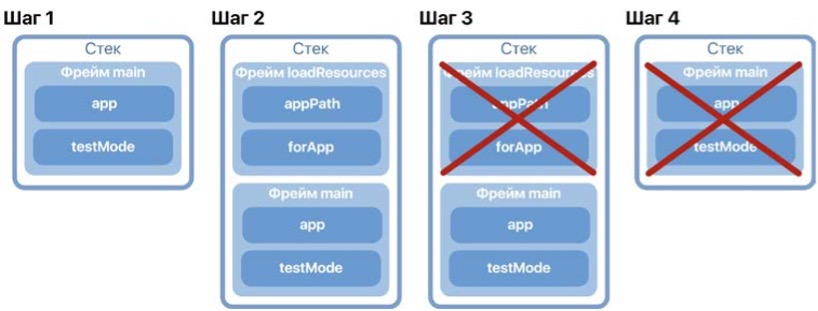 Шаг 1
Стек
Фрейм main
app
testMode
Шаг 2
Стек
Фрейм loadResources
appPath
forApp
Фрейм main
app
testMode
Шаг 3
Стек
Фрейм loadResources
appPath
forApp
Фрейм main
app
testMode
Шаг 4
Стек
Фрейм main
app
testMode